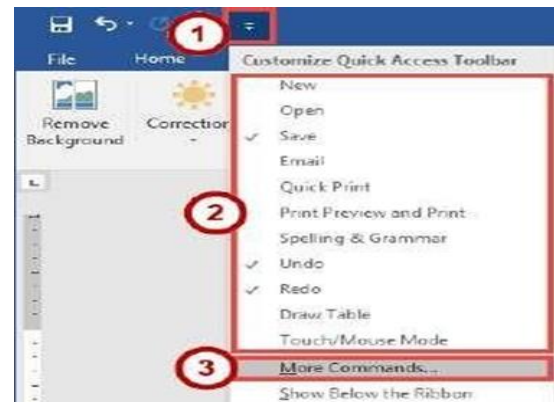 1
File Home Customize Quick Access Toolbar
New
Remove Background
Correction
Open
Save
Email
Quick Print
2
Print Preview and Print
Spelling & Grammar
Undo
Redo
Draw Table
Touch/Mouse Mode
3
More Commands...
Show Below the Ribbon